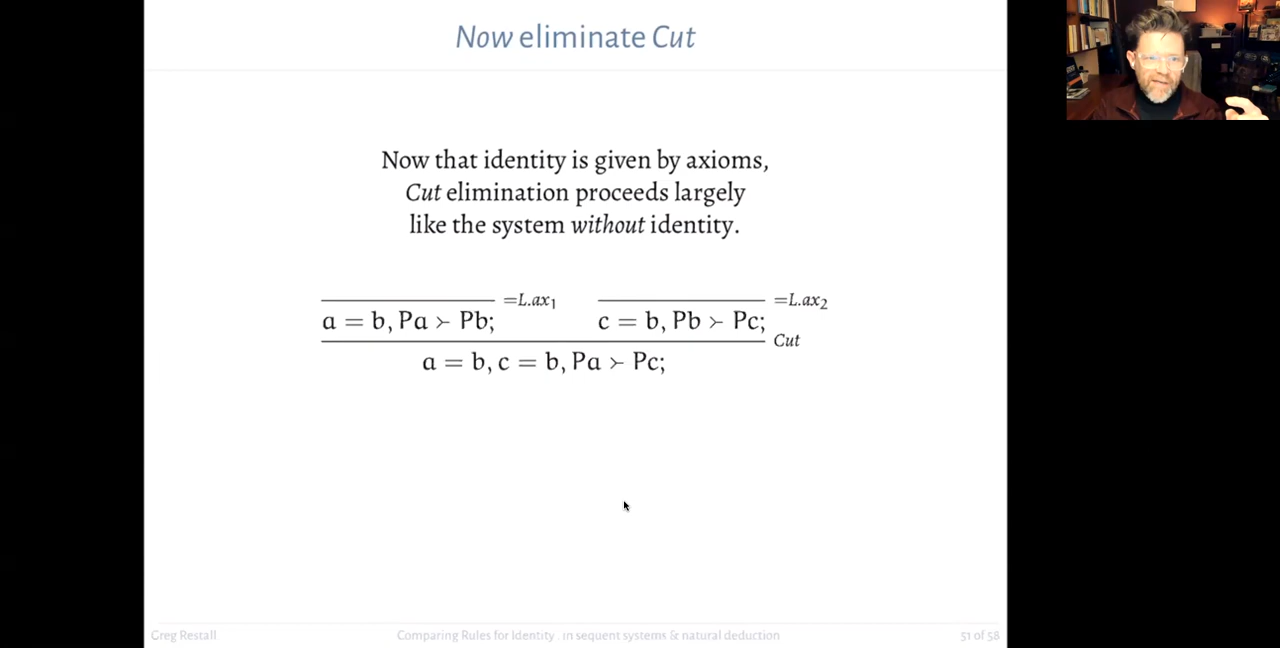 Now eliminate Cut
Now that identity is given by axioms,
Cut elimination proceeds largely
like the system without identity.
=L.ax₁ =L.ax₂
a = b, Pa ≻ Pb; c = b, Pb ≻ Pc;
Cut
a = b, c = b, Pa ≻ Pc;
Greg Restall Comparing Rules for Identity . in sequent systems & natural deduction 51 of 58